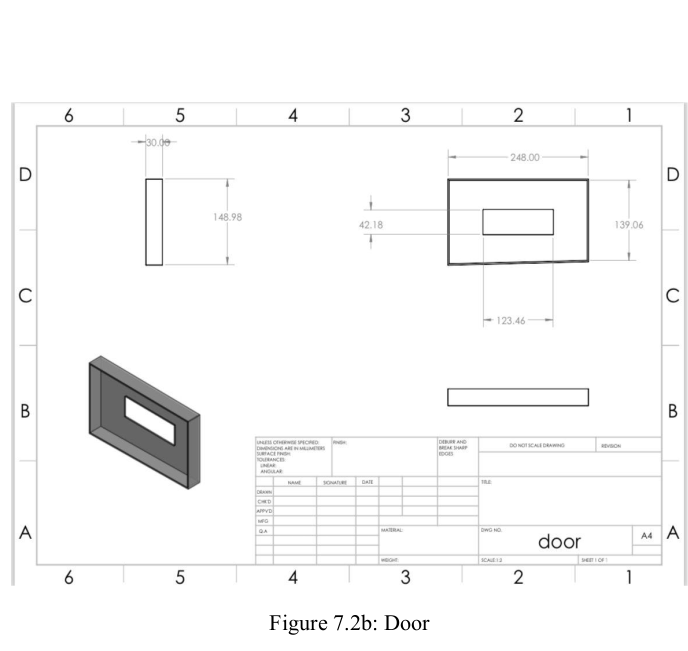 6 5 4 3 2 1
30.00
D D
248.00
148.98
42.18
139.06
C C
123.46
B B
UNLESS OTHERWISE SPECIFIED: FINISH: DEBURR AND DO NOT SCALE DRAWING REVISION
DIMENSIONS ARE IN MILLIMETERS BREAK SHARP
SURFACE FINISH: EDGES
TOLERANCES:
LINEAR:
ANGULAR:
NAME SIGNATURE DATE TITLE:
DRAWN
CHK'D
APPV'D
MFG
Q.A MATERIAL: DWG NO.
A door A4 A
WEIGHT: SCALE:1:2 SHEET 1 OF 1
6 5 4 3 2 1
Figure 7.2b: Door